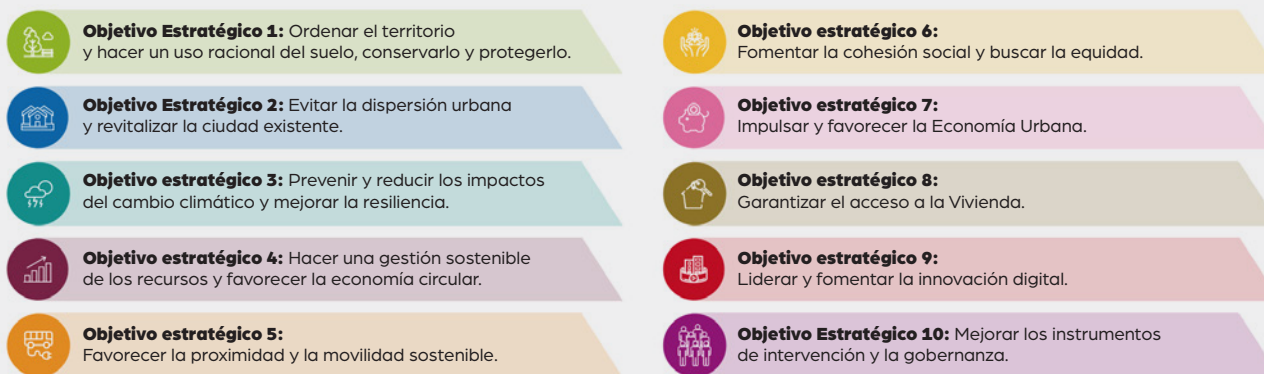 Objetivo Estratégico 1: Ordenar el territorio
y hacer un uso racional del suelo, conservarlo y protegerlo.
Objetivo Estratégico 2: Evitar la dispersión urbana
y revitalizar la ciudad existente.
Objetivo estratégico 3: Prevenir y reducir los impactos
del cambio climático y mejorar la resiliencia.
Objetivo estratégico 4: Hacer una gestión sostenible
de los recursos y favorecer la economía circular.
Objetivo estratégico 5:
Favorecer la proximidad y la movilidad sostenible.
Objetivo estratégico 6:
Fomentar la cohesión social y buscar la equidad.
Objetivo estratégico 7:
Impulsar y favorecer la Economía Urbana.
Objetivo estratégico 8:
Garantizar el acceso a la Vivienda.
Objetivo estratégico 9:
Liderar y fomentar la innovación digital.
Objetivo Estratégico 10: Mejorar los instrumentos
de intervención y la gobernanza.